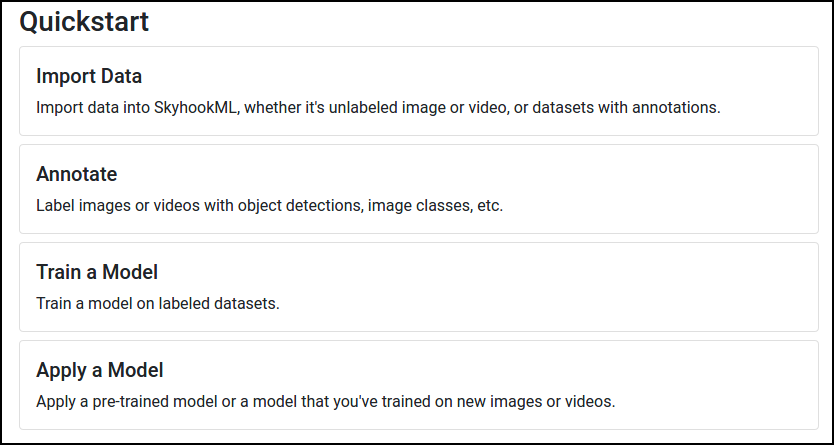 Quickstart
Import Data
Import data into SkyhookML, whether it's unlabeled image or video, or datasets with annotations.
Annotate
Label images or videos with object detections, image classes, etc.
Train a Model
Train a model on labeled datasets.
Apply a Model
Apply a pre-trained model or a model that you've trained on new images or videos.